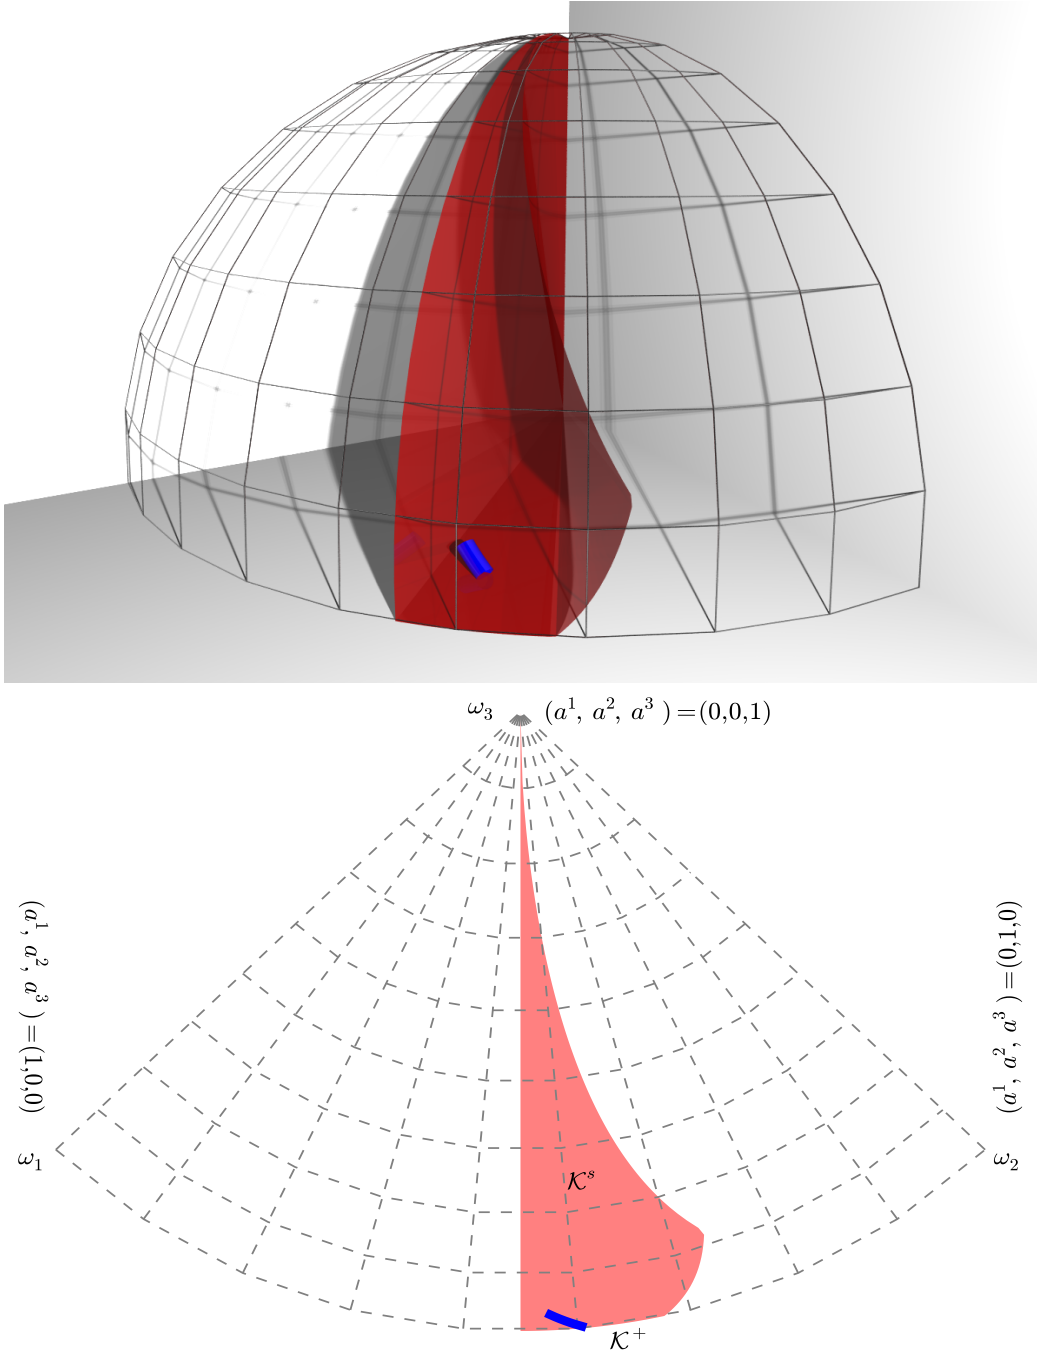 ω₃ (a¹, a², a³ )=(0,0,1)
(a¹, a², a³ )=(1,0,0)
(a¹, a², a³ )=(0,1,0)
ω₁
ω₂
𝒦ˢ
𝒦⁺